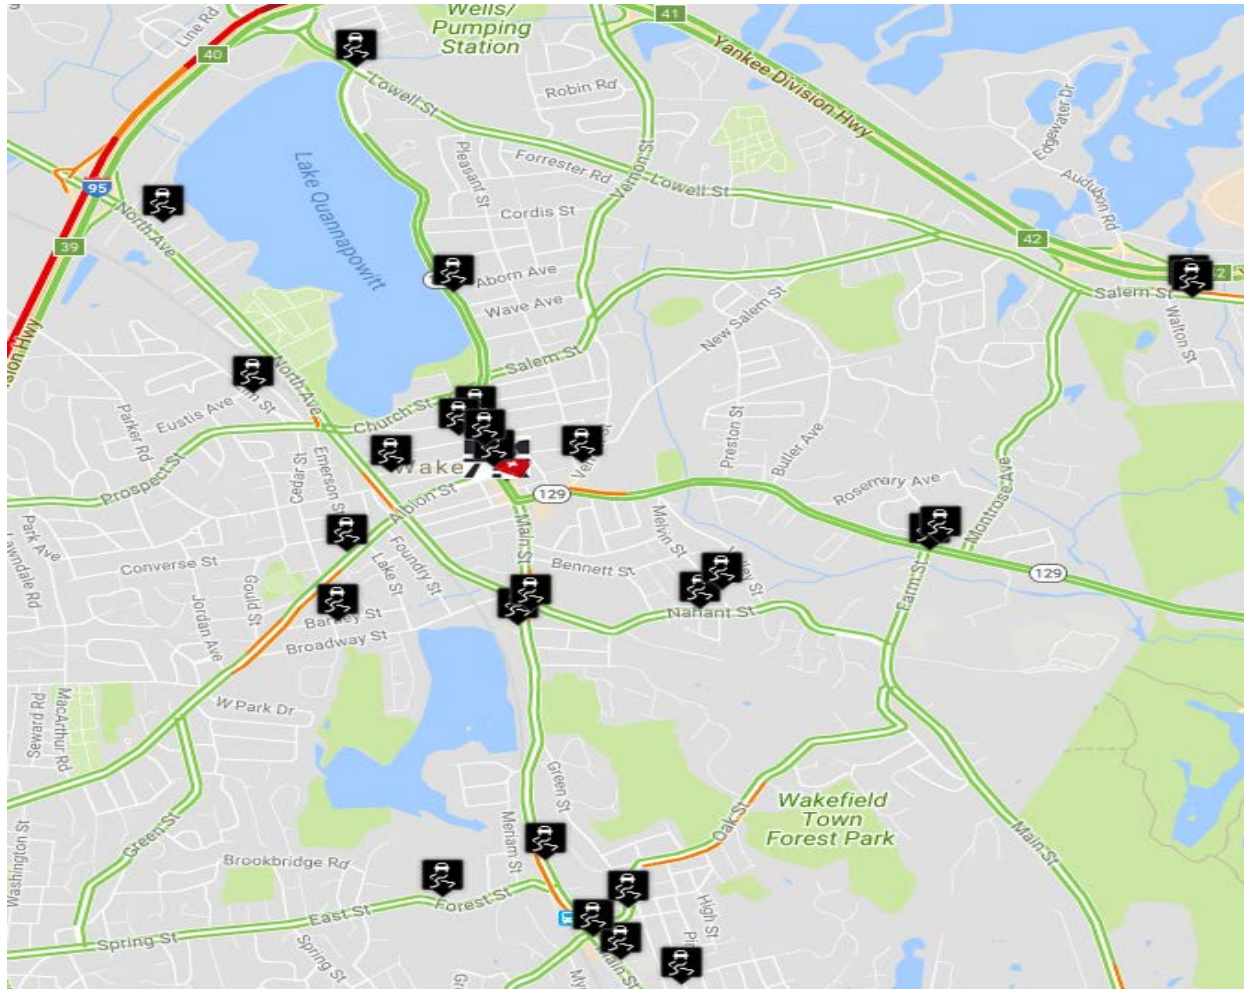 Wells/
Pumping
Station
41
Line Rd
40
Yankee Division Hwy
Robin Rd
Lowell St
Edgewater Dr
Pleasant St
Forrester Rd
Vernon St
Lowell St
Audubon Rd
Lake Quannapowitt
95
North Ave
Cordis St
39
42
Aborn Ave
Salem St
Wave Ave
New Salem St
Walton St
Salem St
North Ave
Church St
Eustis Ave
Parker Rd
Preston St
Butler Ave
Prospect St
Cedar St
Emerson St
Wake
Albion St
129
Rosemary Ave
Montrose Ave
Park Ave
Lawndale Rd
Converse St
Main St
Melvin St
Foundry St
Lake St
Bennett St
129
Gould St
Jordan Ave
Farm St
Nahant St
Broadway St
Seward Rd
MacArthur Rd
W Park Dr
Green St
Meriam St
Oak St
Wakefield
Town
Forest Park
Main St
Green St
Washington St
Brookbridge Rd
Forest St
East St
High St
Spring St
Spring St
Main St